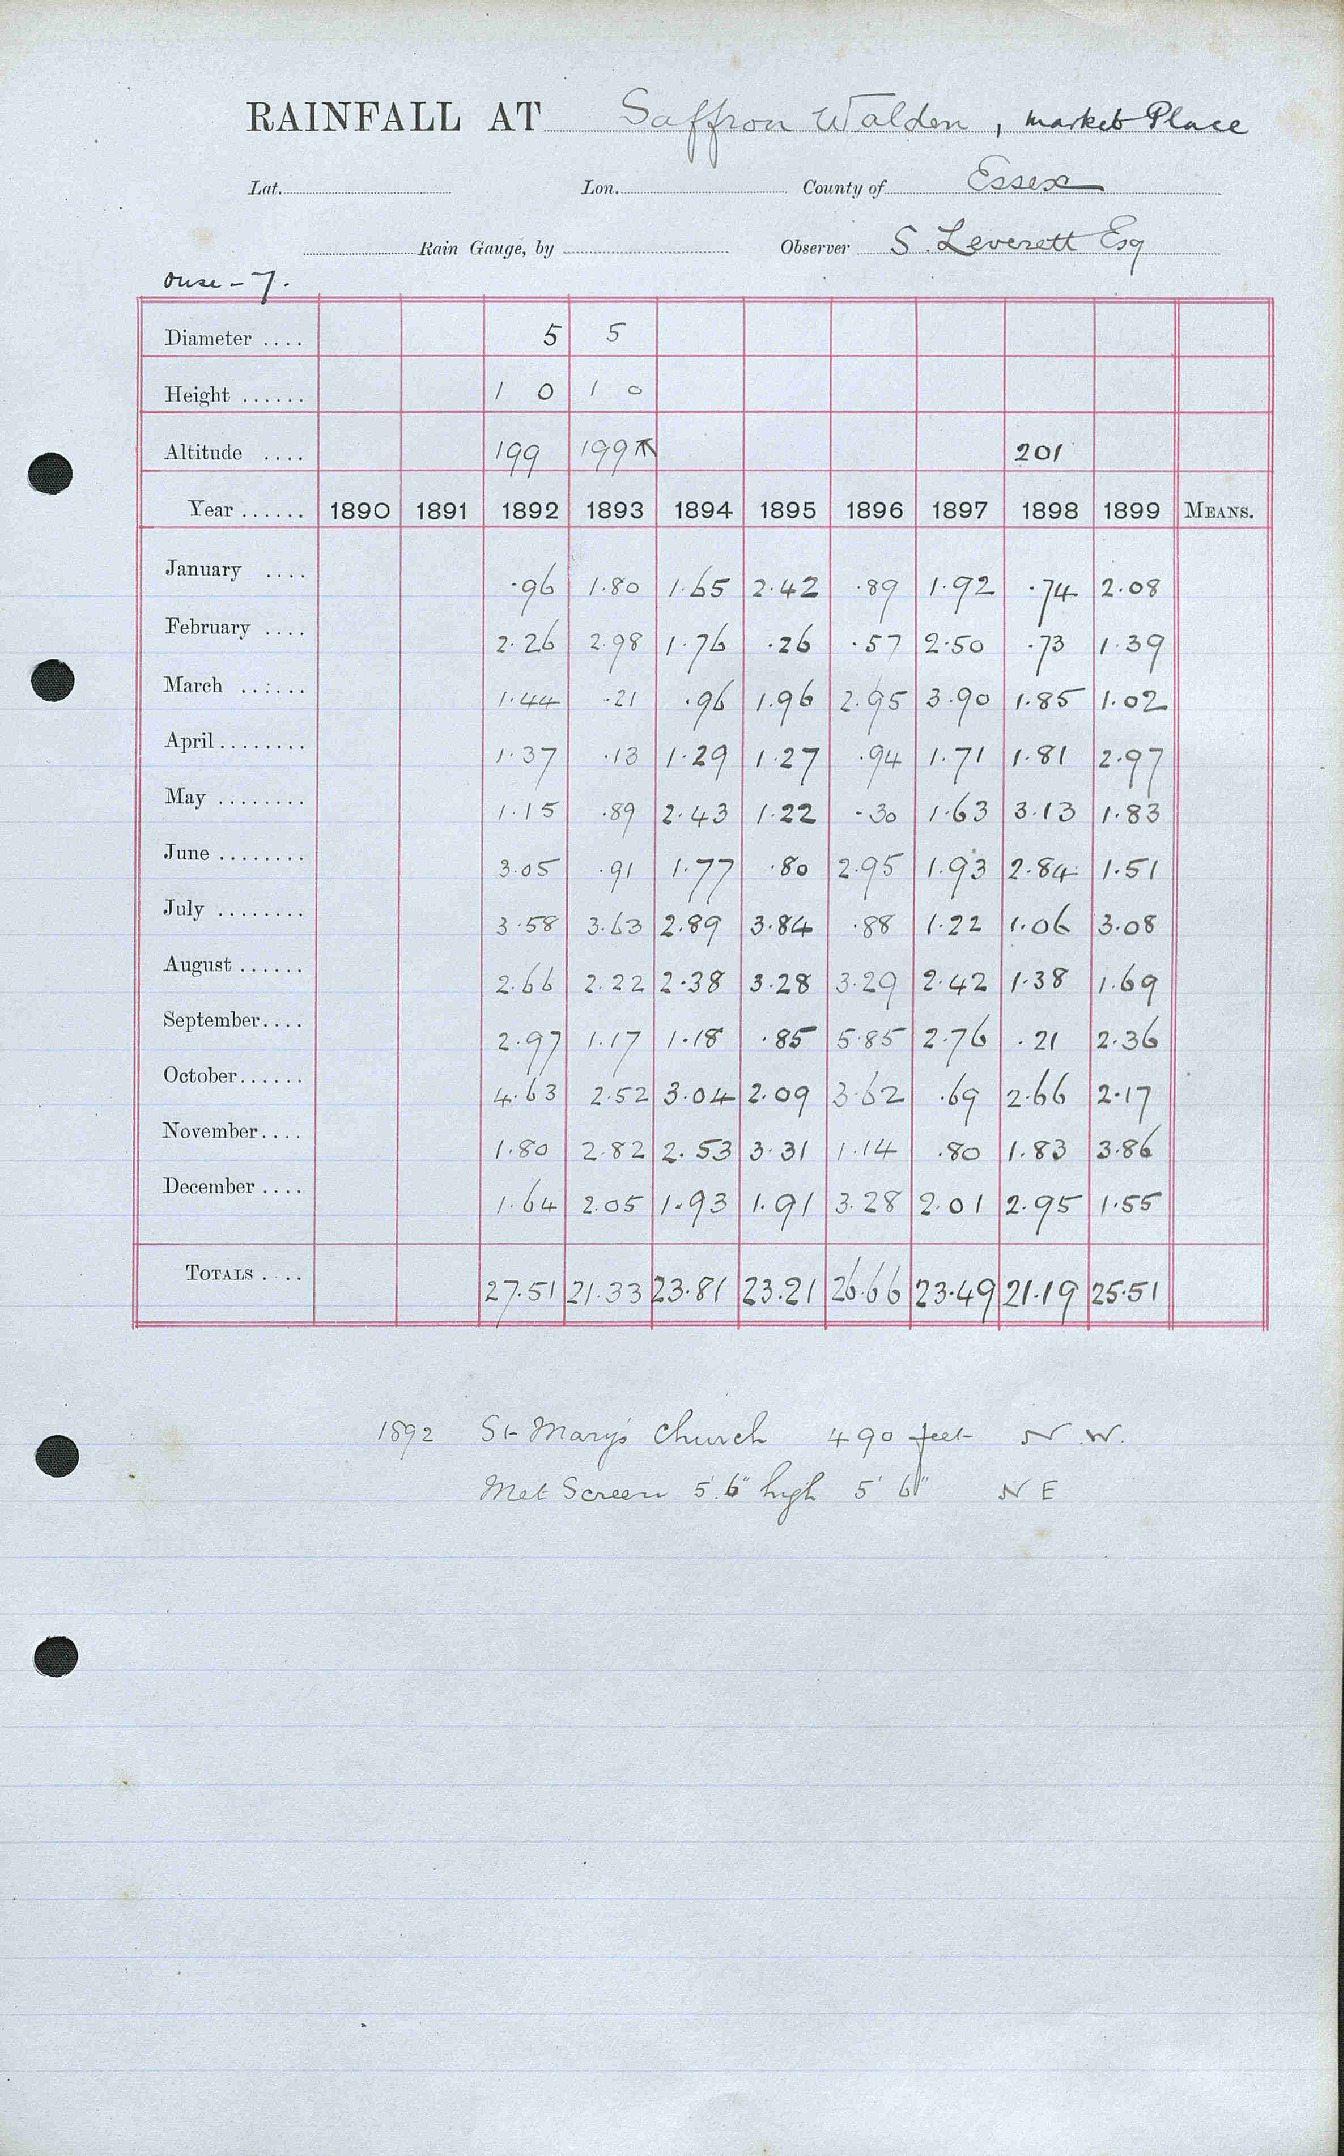 RAINFALL AT Saffron Walden, Market Place
Lat. Lon. County of Essex
Rain Gauge, by Observer S. Leverett Esq
Ouse - 7.
Diameter .... 5 5
Height ...... 1 0 1 0
Altitude .... 199 199 201
Year ...... 1890 1891 1892 1893 1894 1895 1896 1897 1898 1899 MEANS.
January .... .96 1.80 1.65 2.42 .89 1.92 .74 2.08
February .... 2.26 2.98 1.76 .26 .57 2.50 .73 1.39
March ...... 1.44 .21 .96 1.96 2.95 3.90 1.85 1.02
April ........ 1.37 .13 1.29 1.27 .94 1.71 1.81 2.97
May ........ 1.15 .89 2.43 1.22 .30 1.63 3.13 1.83
June ........ 3.05 .91 1.77 .80 2.95 1.93 2.84 1.51
July ........ 3.58 3.63 2.89 3.84 .88 1.22 1.06 3.08
August ...... 2.66 2.22 2.38 3.28 3.29 2.42 1.38 1.69
September .... 2.97 1.17 1.18 .85 5.85 2.76 .21 2.36
October ...... 4.63 2.52 3.04 2.09 3.62 .69 2.66 2.17
November .... 1.80 2.82 2.53 3.31 1.14 .80 1.83 3.86
December .... 1.64 2.05 1.93 1.91 3.28 2.01 2.95 1.55
TOTALS .... 27.51 21.33 23.81 23.21 26.66 23.49 21.19 25.51
1892 St Mary's Church 490 feet N.W.
Met Screen 5'.6" high 5' 6" N E